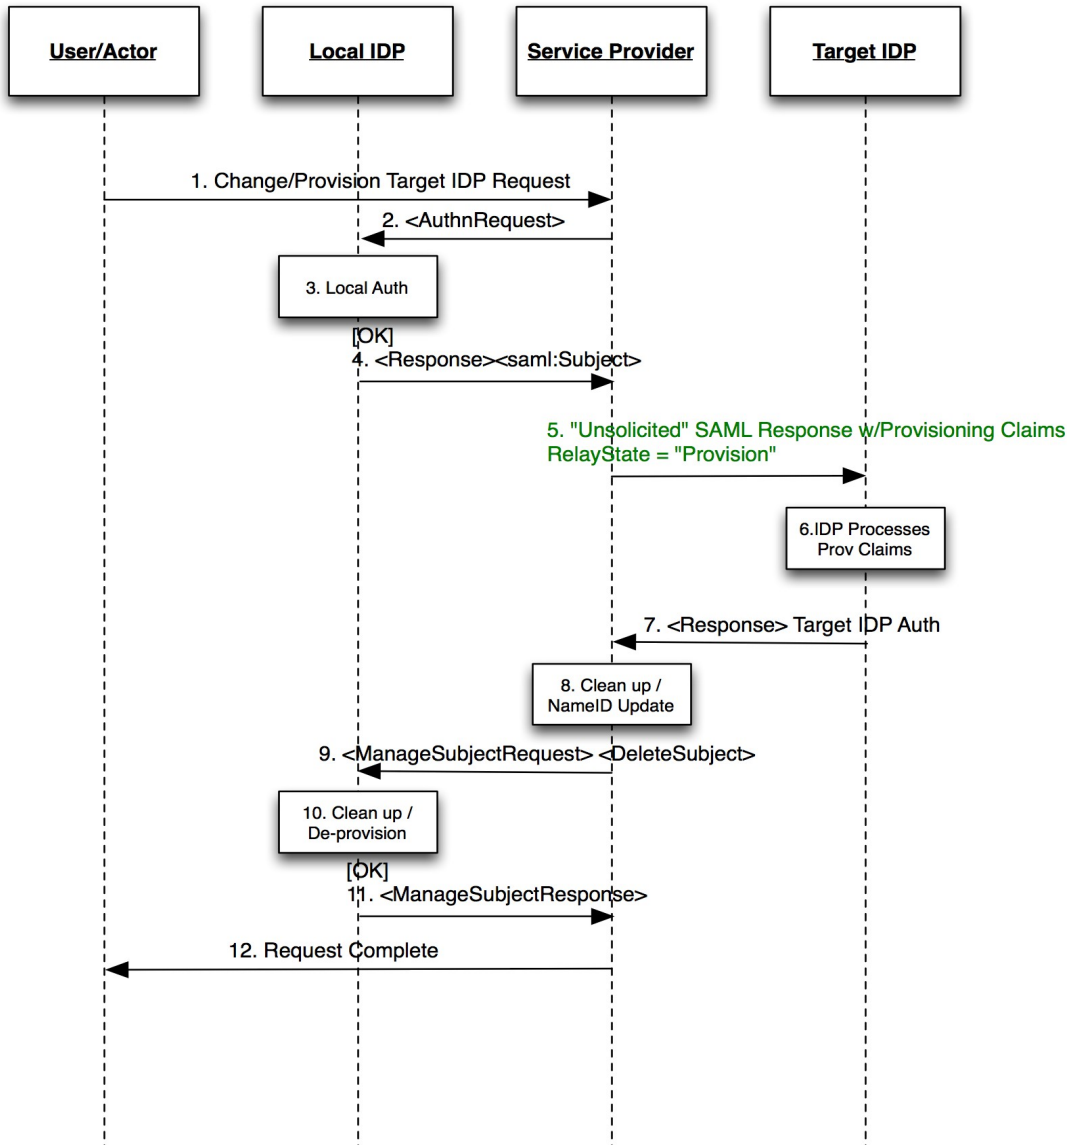 User/Actor
Local IDP
Service Provider
Target IDP
1. Change/Provision Target IDP Request
2. <AuthnRequest>
3. Local Auth
[OK]
4. <Response><saml:Subject>
5. "Unsolicited" SAML Response w/Provisioning Claims
RelayState = "Provision"
6.IDP Processes
Prov Claims
7. <Response> Target IDP Auth
8. Clean up /
NameID Update
9. <ManageSubjectRequest> <DeleteSubject>
10. Clean up /
De-provision
[OK]
11. <ManageSubjectResponse>
12. Request Complete